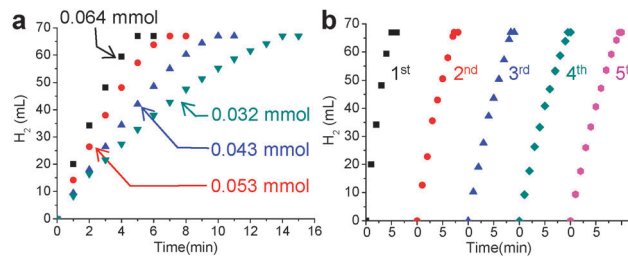 a
0.064 mmol
0.032 mmol
0.043 mmol
0.053 mmol
H2 (mL)
70
60
50
40
30
20
10
0
0 2 4 6 8 10 12 14 16
Time(min)
b
1st 2nd 3rd 4th 5th
H2 (mL)
70
60
50
40
30
20
10
0
0 5 0 5 0 5 0 5 0 5
Time(min) Time(min)